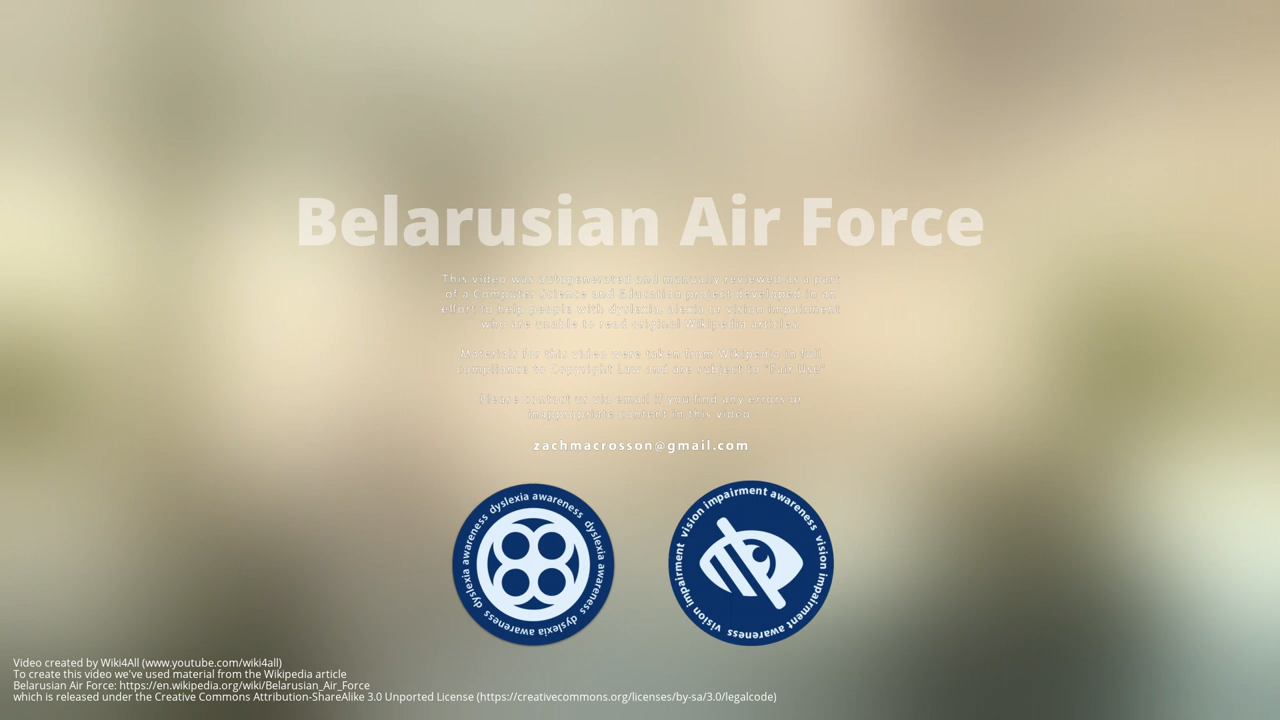 Belarusian Air Force
This video was autogenerated and manually reviewed as a part
of a Computer Science and Education project developed in an
effort to help people with dyslexia, alexia or vision impairment
who are unable to read original Wikipedia articles.
Materials for this video were taken from Wikipedia in full
compliance to Copyright Law and are subject to "Fair Use"
Please contact us via email if you find any errors or
inappropriate content in this video
zachmacrosson@gmail.com
dyslexia awareness dyslexia awareness dyslexia awareness dyslexia awareness
vision impairment awareness vision impairment awareness vision impairment
Video created by Wiki4All (www.youtube.com/wiki4all)
To create this video we've used material from the Wikipedia article
Belarusian Air Force: https://en.wikipedia.org/wiki/Belarusian_Air_Force
which is released under the Creative Commons Attribution-ShareAlike 3.0 Unported License (https://creativecommons.org/licenses/by-sa/3.0/legalcode)